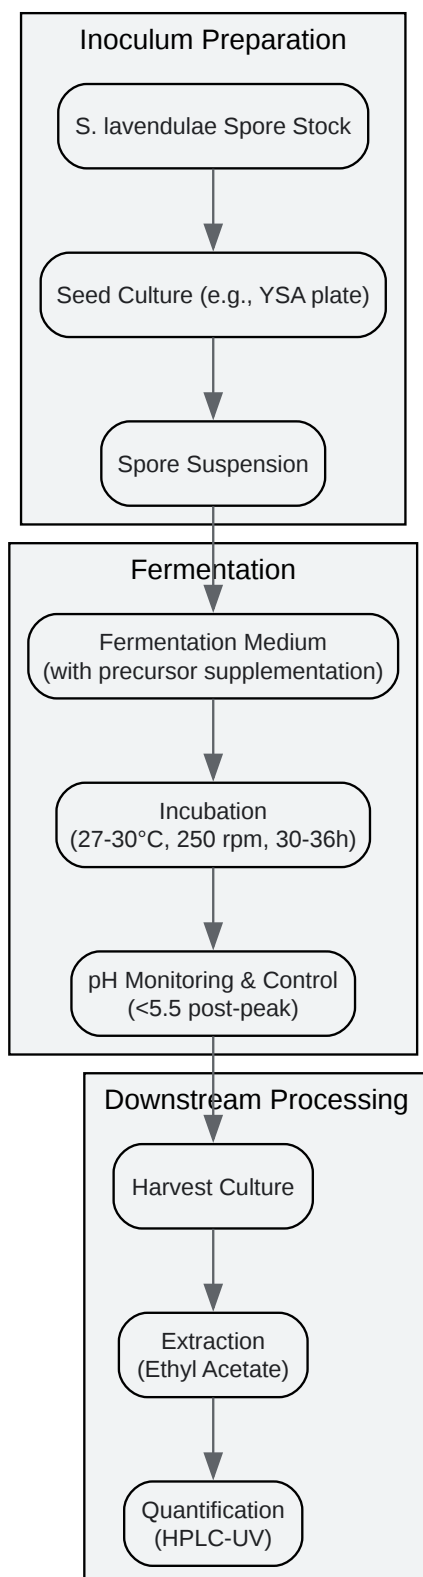 Inoculum Preparation
S. lavendulae Spore Stock
Seed Culture (e.g., YSA plate)
Spore Suspension
Fermentation
Fermentation Medium
(with precursor supplementation)
Incubation
(27-30°C, 250 rpm, 30-36h)
pH Monitoring & Control
(<5.5 post-peak)
Downstream Processing
Harvest Culture
Extraction
(Ethyl Acetate)
Quantification
(HPLC-UV)